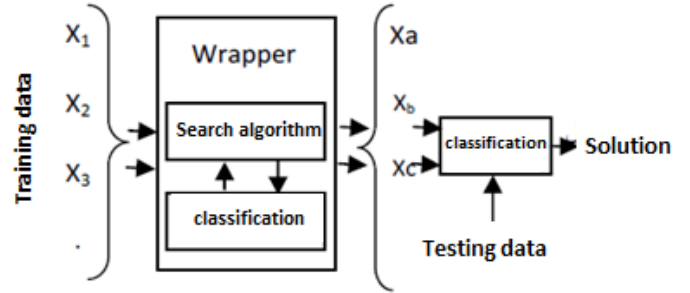 Training data
X1
X2
X3
.
Wrapper
Search algorithm
classification
Xa
Xb
Xc
classification
Solution
Testing data